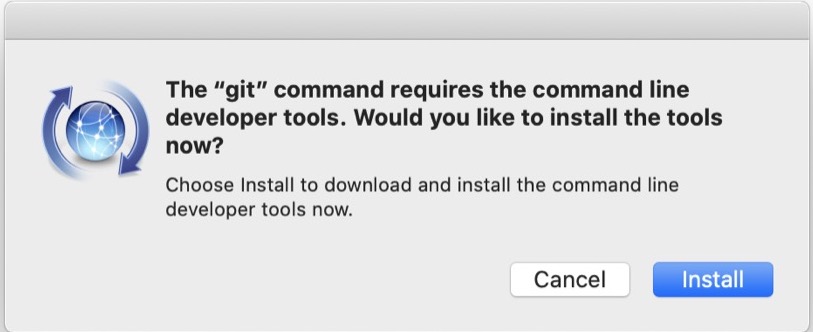 The “git” command requires the command line
developer tools. Would you like to install the tools
now?
Choose Install to download and install the command line
developer tools now.
Cancel
Install